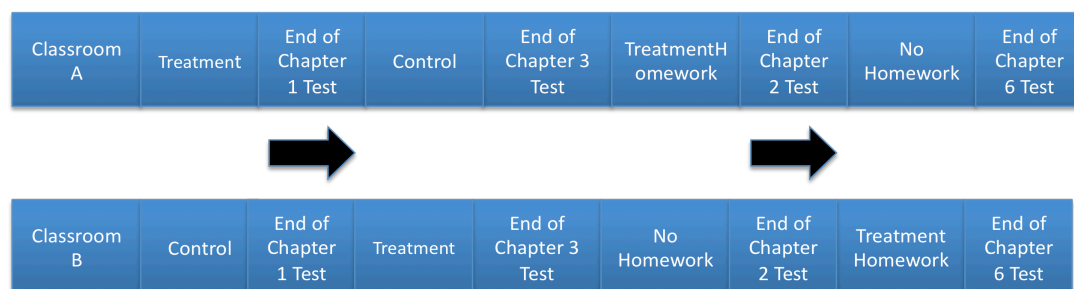 Classroom
A
Treatment
End of
Chapter
1 Test
Control
End of
Chapter 3
Test
TreatmentH
omework
End of
Chapter
2 Test
No
Homework
End of
Chapter
6 Test
Classroom
B
Control
End of
Chapter
1 Test
Treatment
End of
Chapter 3
Test
No
Homework
End of
Chapter
2 Test
Treatment
Homework
End of
Chapter
6 Test